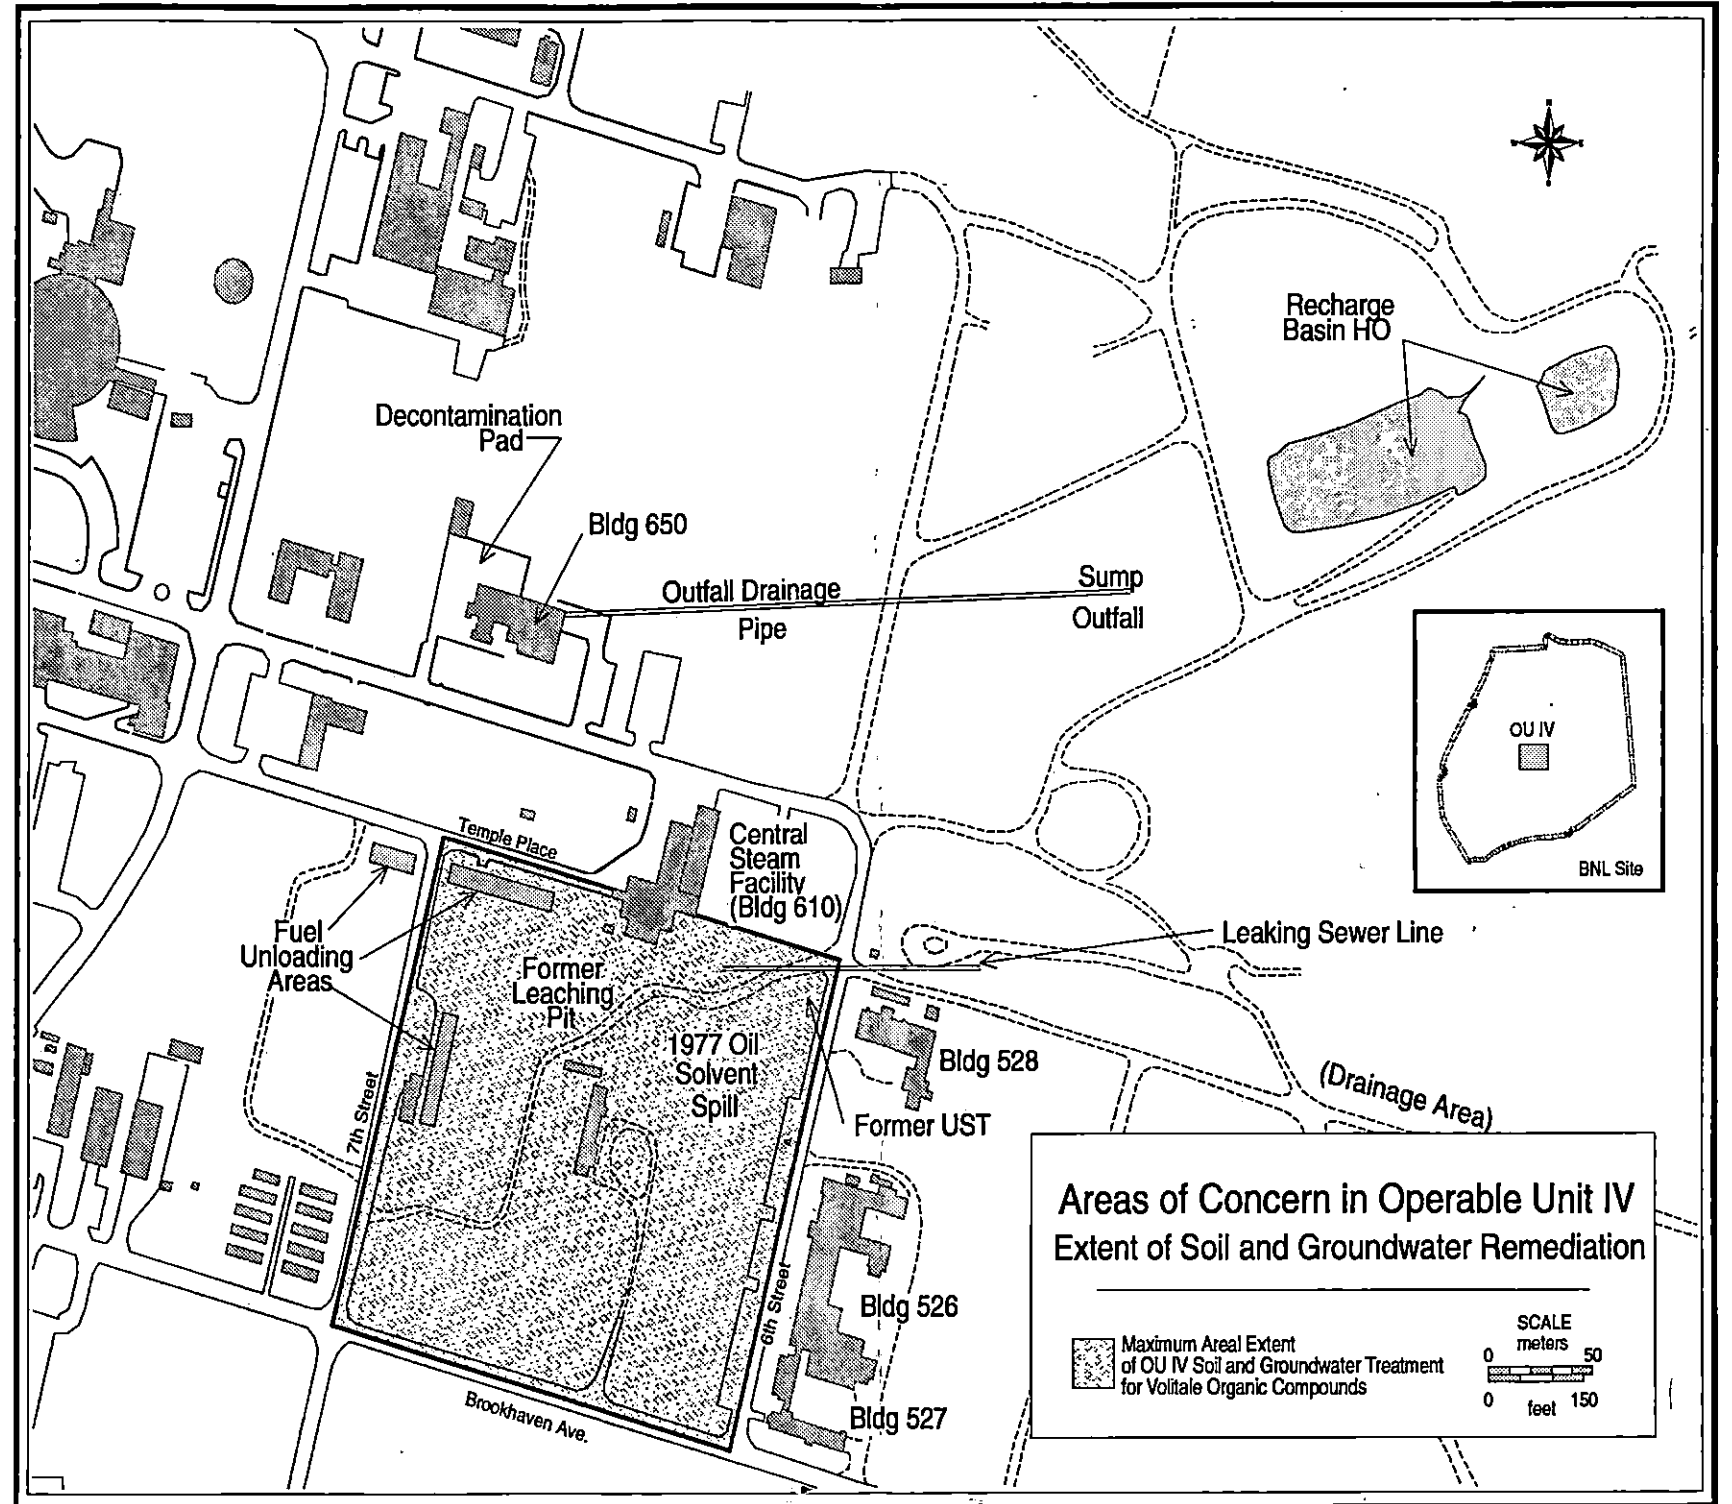 Recharge
Basin HO
Decontamination
Pad
Bldg 650
Outfall Drainage
Pipe
Sump
Outfall
OU IV
BNL Site
Temple Place
Central
Steam
Facility
(Bldg 610)
Leaking Sewer Line
Fuel
Unloading
Areas
Former
Leaching
Pit
1977 Oil
Solvent
Spill
Bldg 528
(Drainage Area)
Former UST
7th Street
6th Street
Bldg 526
Bldg 527
Brookhaven Ave.
Areas of Concern in Operable Unit IV
Extent of Soil and Groundwater Remediation
Maximum Areal Extent
of OU IV Soil and Groundwater Treatment
for Volitale Organic Compounds
SCALE
meters
0 50
0 feet 150